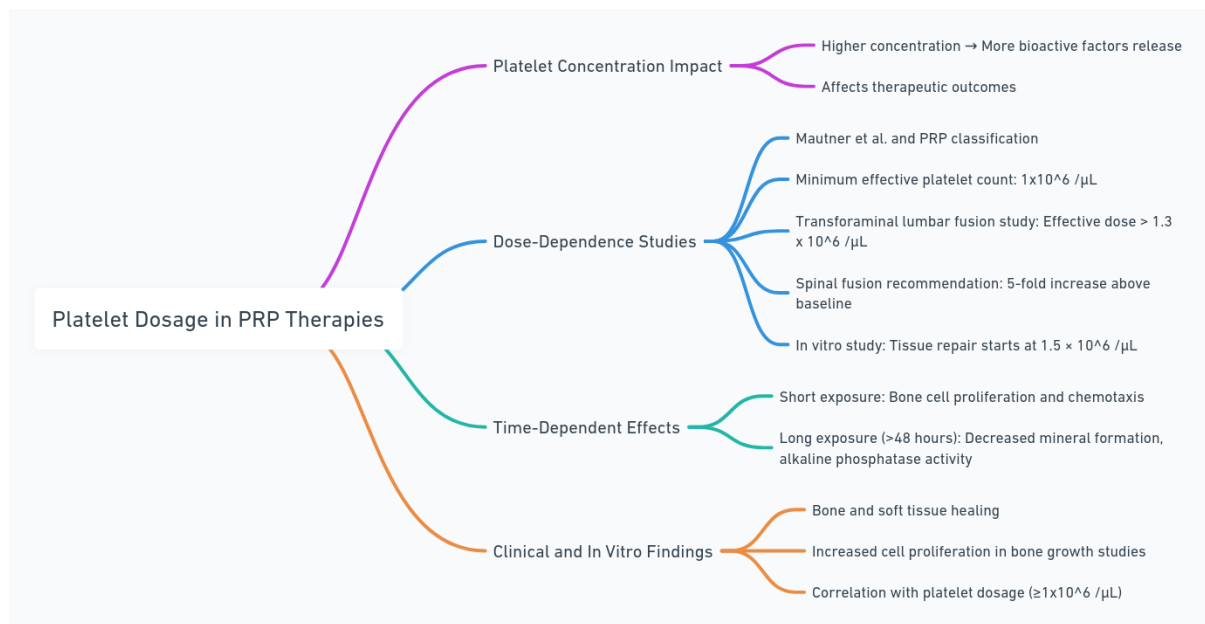 Platelet Dosage in PRP Therapies
Platelet Concentration Impact
Higher concentration → More bioactive factors release
Affects therapeutic outcomes
Dose-Dependence Studies
Mautner et al. and PRP classification
Minimum effective platelet count: 1x10^6 /µL
Transforaminal lumbar fusion study: Effective dose > 1.3
x 10^6 /µL
Spinal fusion recommendation: 5-fold increase above
baseline
In vitro study: Tissue repair starts at 1.5 × 10^6 /µL
Time-Dependent Effects
Short exposure: Bone cell proliferation and chemotaxis
Long exposure (>48 hours): Decreased mineral formation,
alkaline phosphatase activity
Clinical and In Vitro Findings
Bone and soft tissue healing
Increased cell proliferation in bone growth studies
Correlation with platelet dosage (≥1x10^6 /µL)